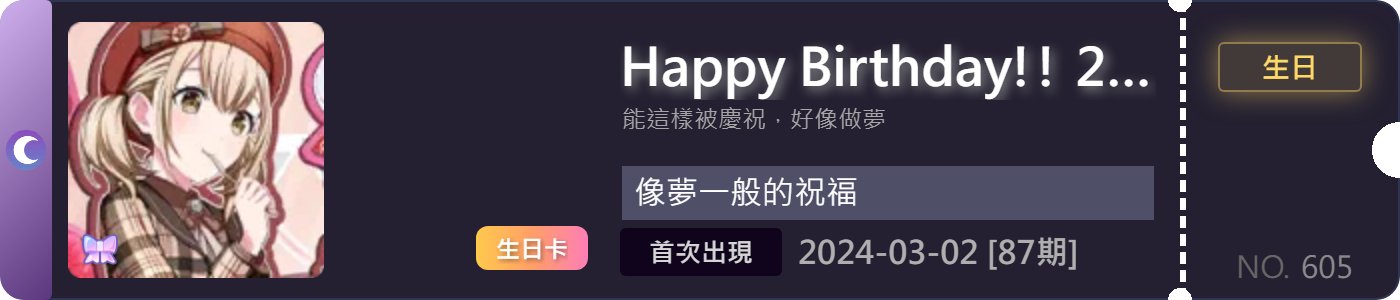 Happy Birthday!! 2...
能這樣被慶祝，好像做夢
像夢一般的祝福
生日卡
首次出現 2024-03-02 [87期]
生日
NO. 605